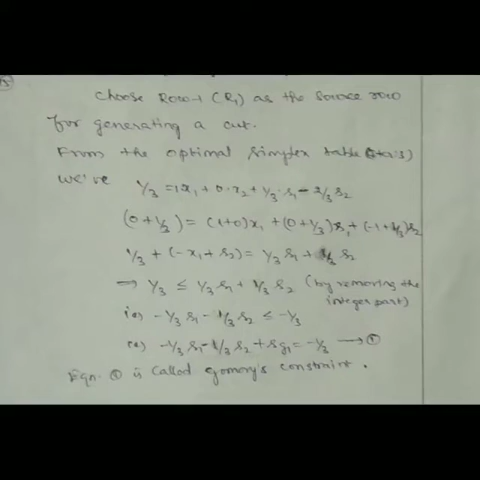 choose Row-1 (R₁) as the source row
for generating a cut.
From the optimal simplex table
we've 1/3 = 1x₁ + 0·x₂ + 1/3·s₁ - 2/3 s₂
(0+1/3) = (1+0)x₁ + (0+1/3)s₁ + (-1+1/3)s₂
1/3 + (-x₁ + s₂) = 1/3 s₁ + 1/3 s₂
⟹ 1/3 ≤ 1/3 s₁ + 1/3 s₂ (by removing the
integer part)
ie) -1/3 s₁ - 1/3 s₂ ≤ -1/3
ie) -1/3 s₁ - 1/3 s₂ + sg₁ = -1/3 ⟶ ①
Eqn. ① is called gomory's constraint.